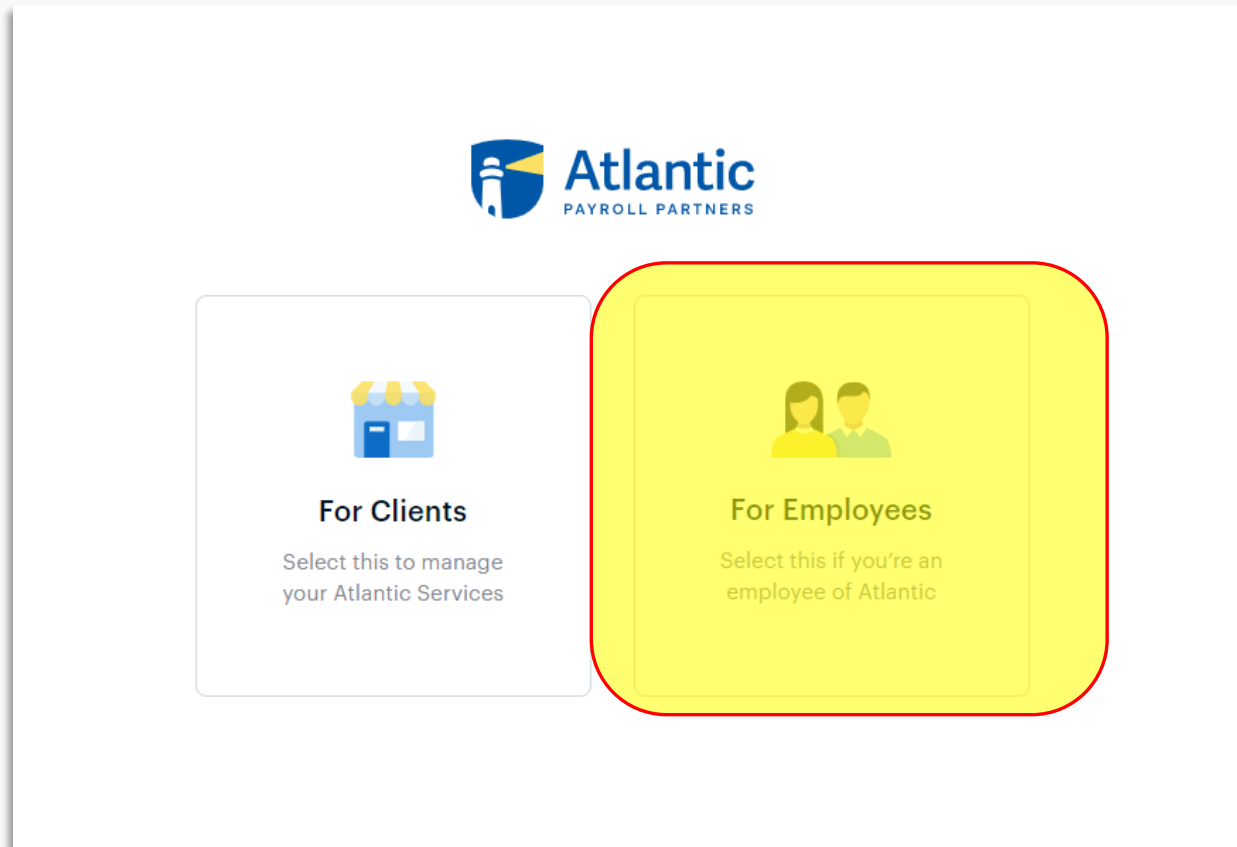 Atlantic
PAYROLL PARTNERS
For Clients
Select this to manage
your Atlantic Services
For Employees
Select this if you're an
employee of Atlantic